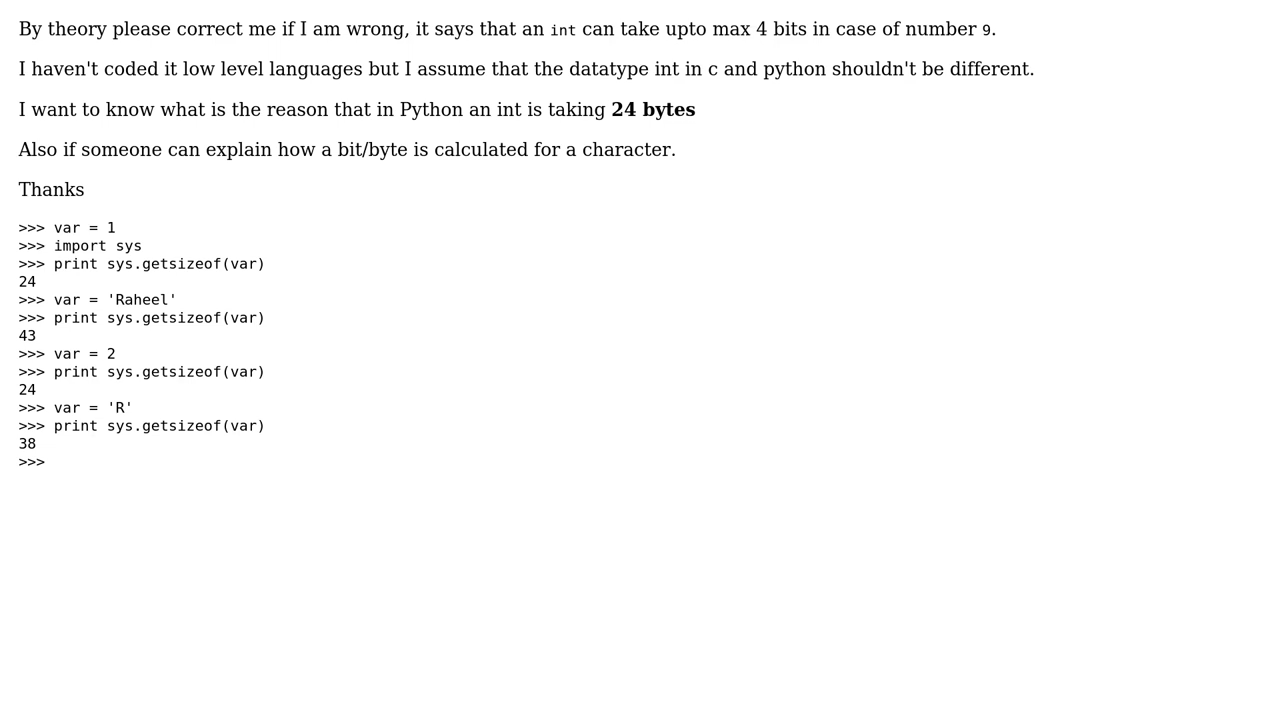 By theory please correct me if I am wrong, it says that an int can take upto max 4 bits in case of number 9.
I haven't coded it low level languages but I assume that the datatype int in c and python shouldn't be different.
I want to know what is the reason that in Python an int is taking 24 bytes
Also if someone can explain how a bit/byte is calculated for a character.
Thanks
>>> var = 1
>>> import sys
>>> print sys.getsizeof(var)
24
>>> var = 'Raheel'
>>> print sys.getsizeof(var)
43
>>> var = 2
>>> print sys.getsizeof(var)
24
>>> var = 'R'
>>> print sys.getsizeof(var)
38
>>>